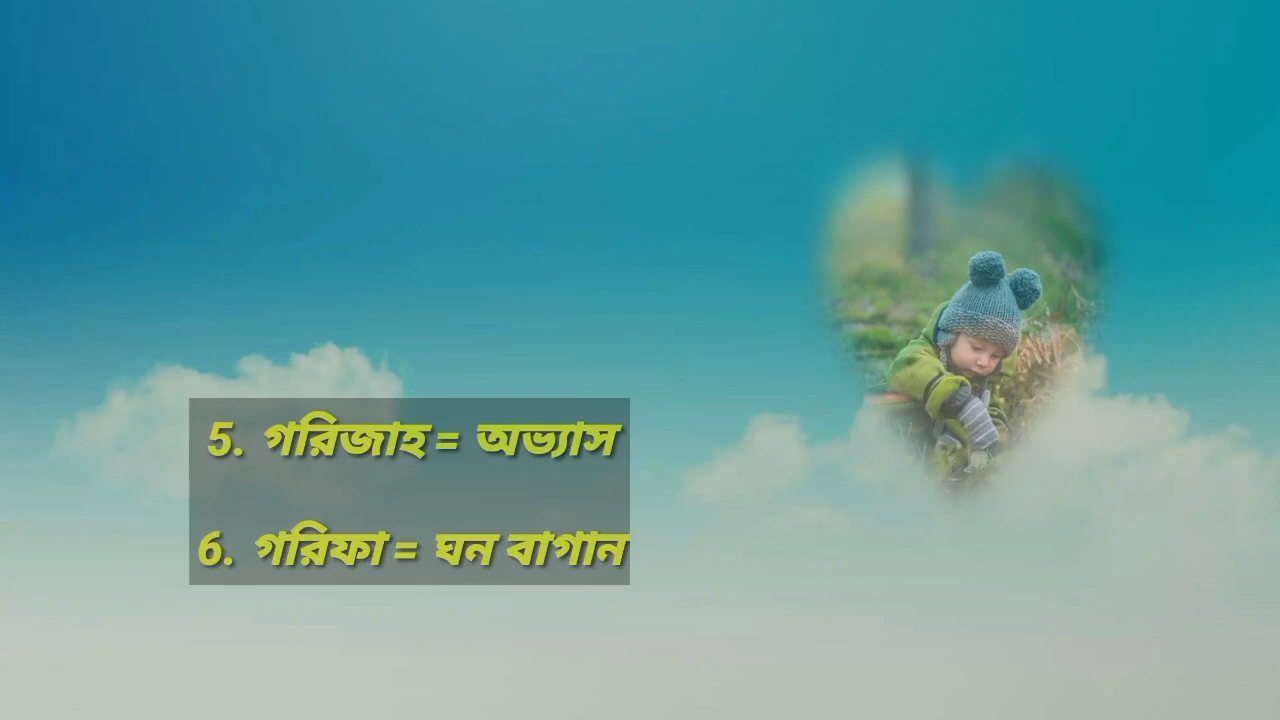 5. গরিজাহ = অভ্যাস
6. গরিফা = ঘন বাগান